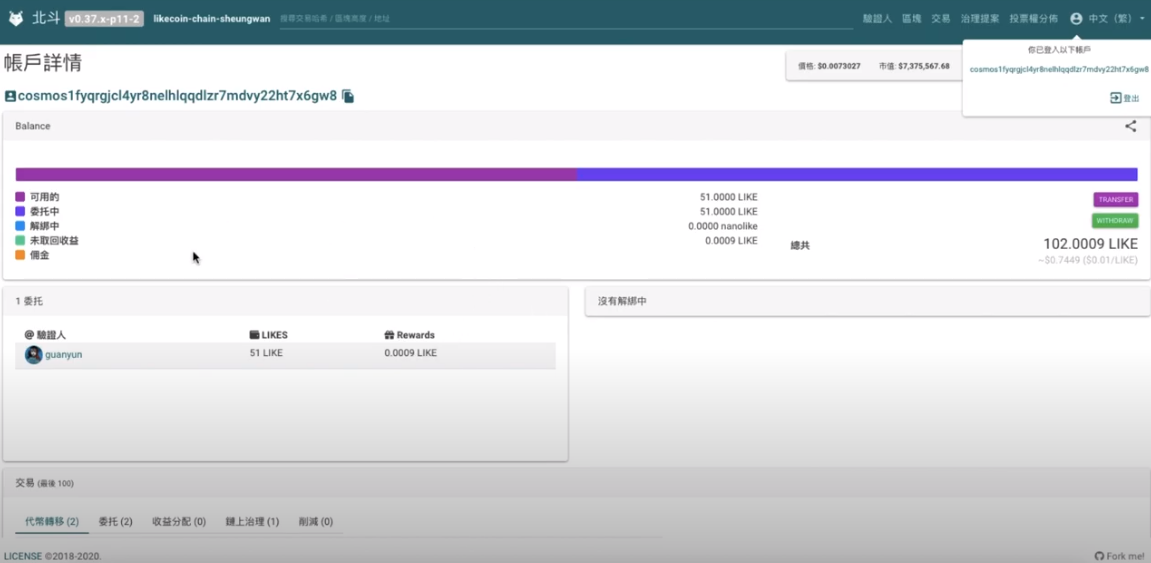 北斗 v0.37.x-p11-2 likecoin-chain-sheungwan 搜尋交易哈希 / 區塊高度 / 地址 驗證人 區塊 交易 治理提案 投票權分佈 中文 (繁)
你已登入以下帳戶
cosmos1fyqrgjcl4yr8nelhlqqdlzr7mdvy22ht7x6gw8
登出
帳戶詳情
價格: $0.0073027 市值: $7,375,567.68
cosmos1fyqrgjcl4yr8nelhlqqdlzr7mdvy22ht7x6gw8
Balance
可用的 51.0000 LIKE TRANSFER
委托中 51.0000 LIKE
解綁中 0.0000 nanolike WITHDRAW
未取回收益 0.0009 LIKE 總共 102.0009 LIKE
佣金 ~$0.7449 ($0.01/LIKE)
1 委托
沒有解綁中
@ 驗證人 LIKES Rewards
guanyun 51 LIKE 0.0009 LIKE
交易 (最後 100)
代幣轉移 (2) 委托 (2) 收益分配 (0) 鏈上治理 (1) 削減 (0)
LICENSE ©2018-2020. Fork me!